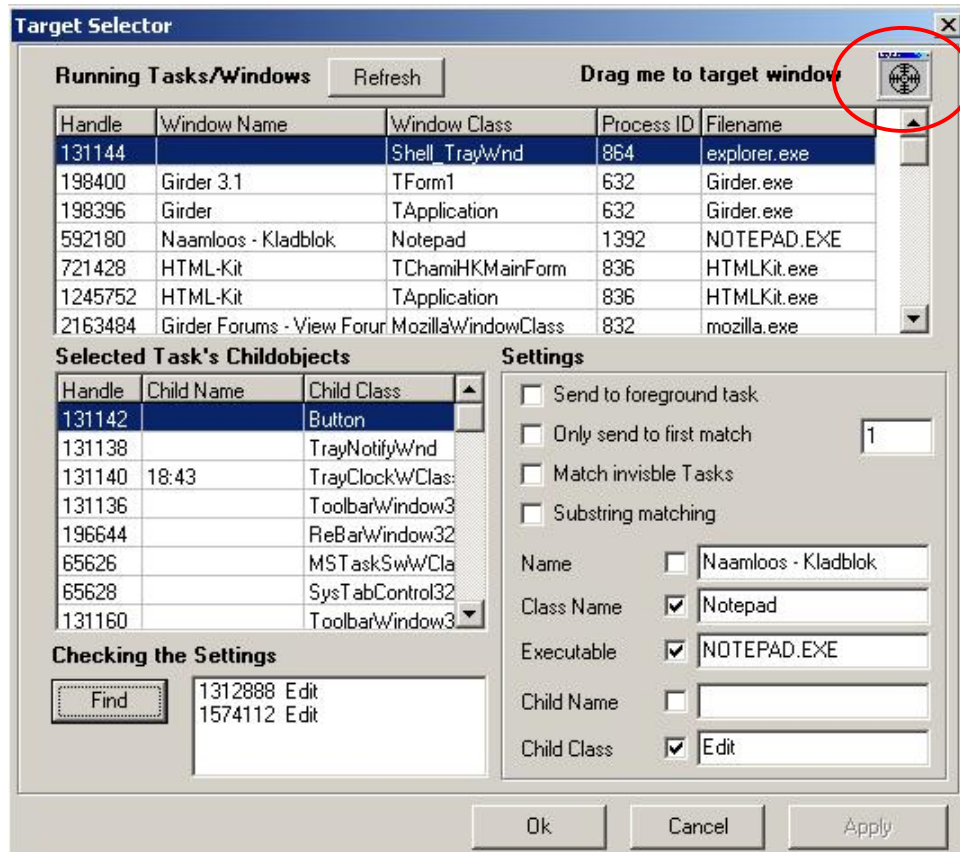 Target Selector
Running Tasks/Windows Refresh Drag me to target window
Handle Window Name Window Class Process ID Filename
131144 Shell_TrayWnd 864 explorer.exe
198400 Girder 3.1 TForm1 632 Girder.exe
198396 Girder TApplication 632 Girder.exe
592180 Naamloos - Kladblok Notepad 1392 NOTEPAD.EXE
721428 HTML-Kit TChamiHKMainForm 836 HTMLKit.exe
1245752 HTML-Kit TApplication 836 HTMLKit.exe
2163484 Girder Forums - View Forur MozillaWindowClass 832 mozilla.exe
Selected Task's Childobjects
Handle Child Name Child Class
131142 Button
131138 TrayNotifyWnd
131140 18:43 TrayClockWClas
131136 ToolbarWindow3
196644 ReBarWindow32
65626 MSTaskSwWCla
65628 SysTabControl32
131160 ToolbarWindow3
Checking the Settings
Find
1312888 Edit
1574112 Edit
Settings
Send to foreground task
Only send to first match 1
Match invisble Tasks
Substring matching
Name Naamloos - Kladblok
Class Name Notepad
Executable NOTEPAD.EXE
Child Name
Child Class Edit
Ok Cancel Apply